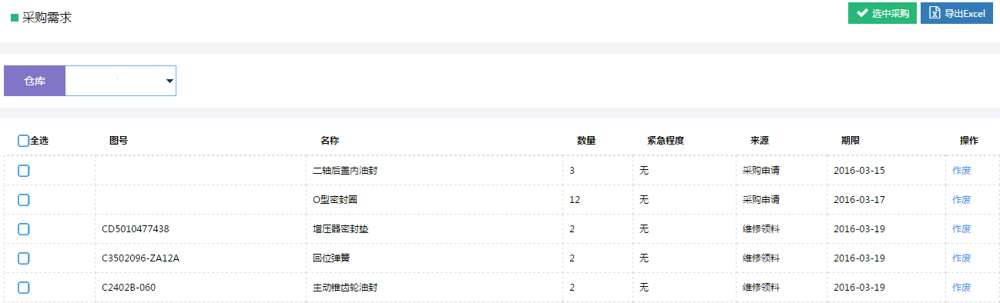 采购需求
选中采购 导出Excel
仓库
全选 图号 名称 数量 紧急程度 来源 期限 操作
二轴后盖内油封 3 无 采购申请 2016-03-15 作废
O型密封圈 12 无 采购申请 2016-03-17 作废
CD5010477438 增压器密封垫 2 无 维修领料 2016-03-19 作废
C3502096-ZA12A 回位弹簧 2 无 维修领料 2016-03-19 作废
C2402B-060 主动锥齿轮油封 2 无 维修领料 2016-03-19 作废